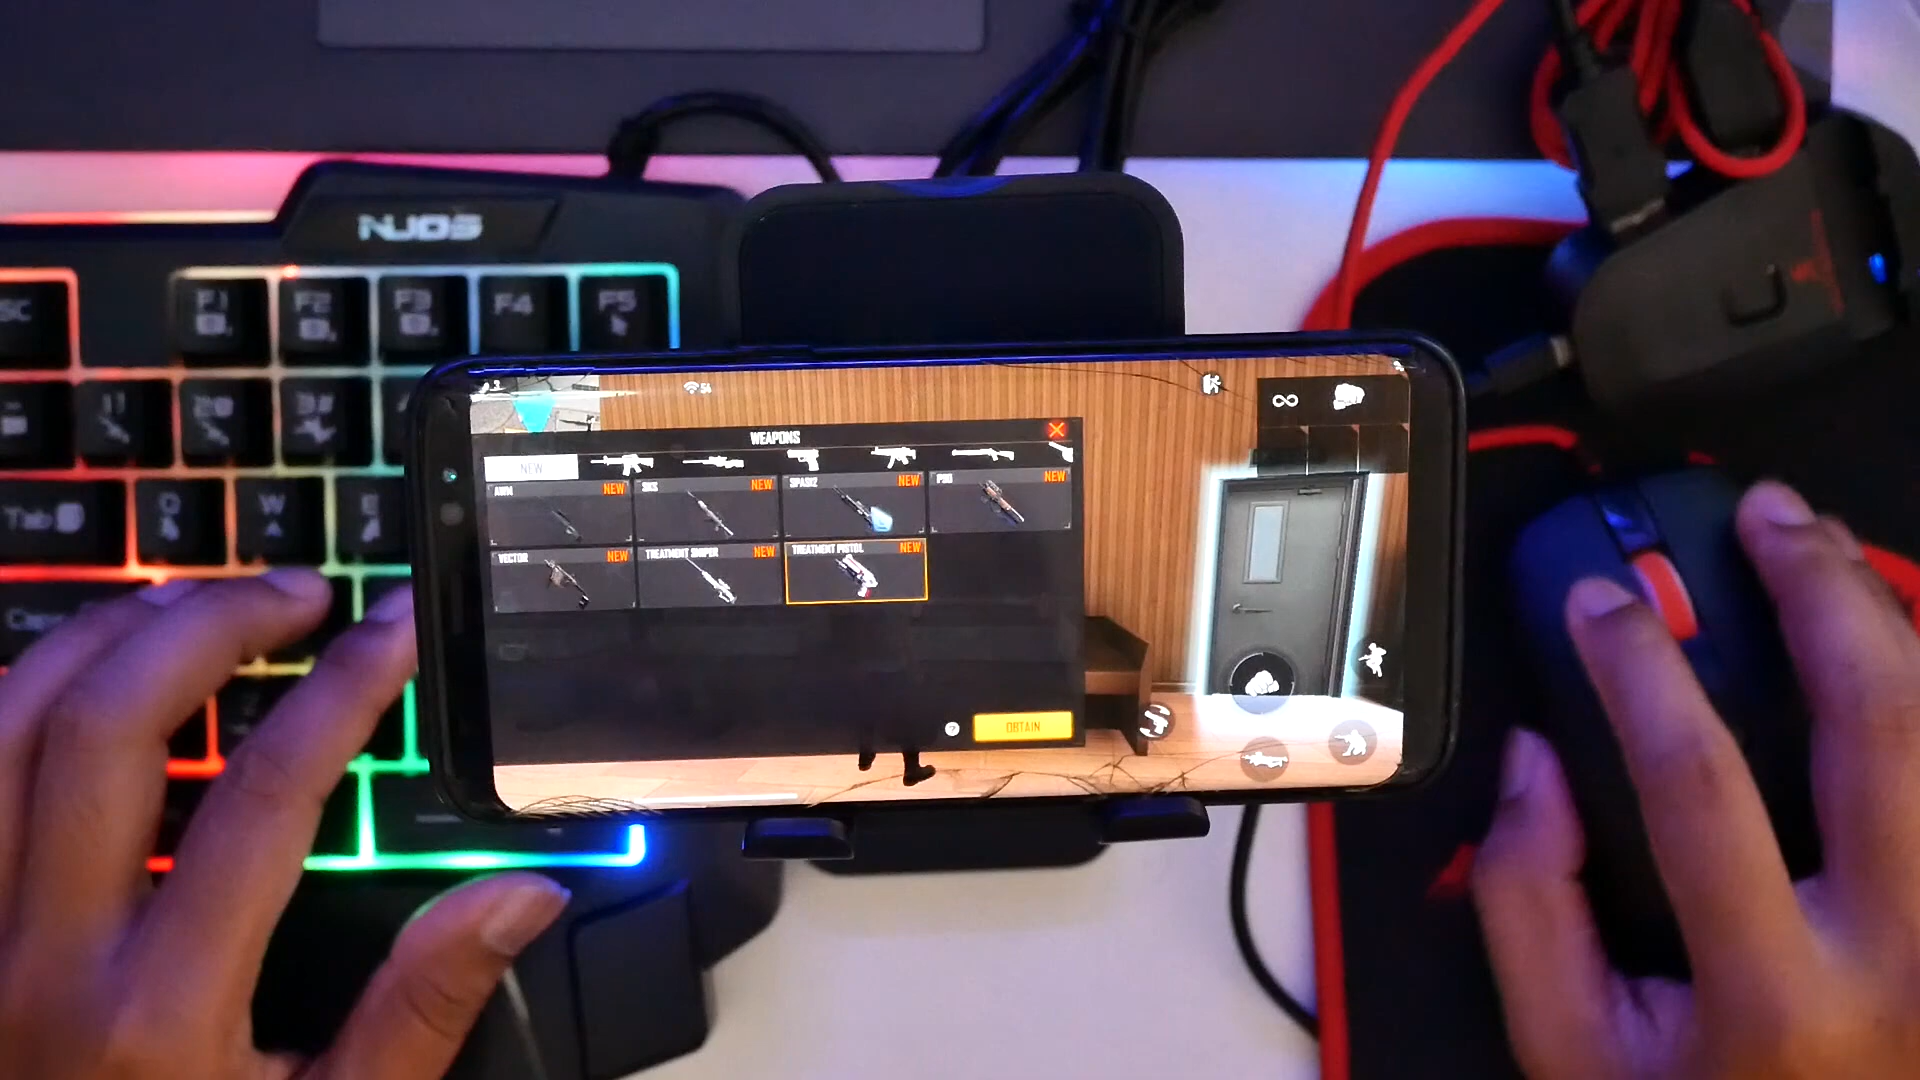 NJOS
F1
F2
F3
F4
F5
Tab
Q
W
E
56
WEAPONS
NEW
AWM NEW
SKS NEW
SPAS12 NEW
P90 NEW
VECTOR NEW
TREATMENT SNIPER NEW
TREATMENT PISTOL NEW
OBTAIN